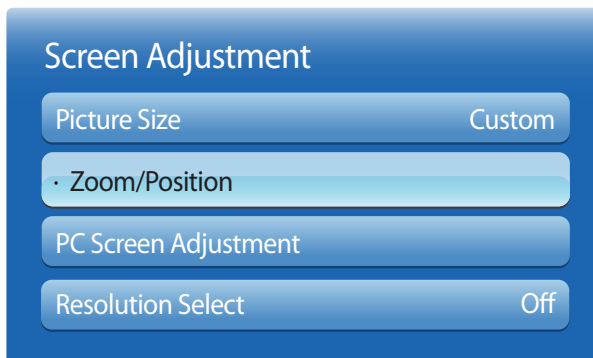 Screen Adjustment
Picture Size Custom
· Zoom/Position
PC Screen Adjustment
Resolution Select Off